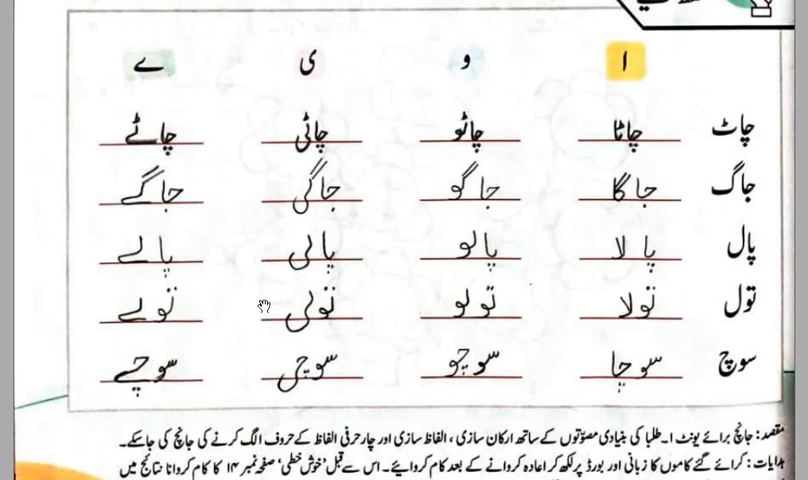 ا و ی ے
چاٹ چاٹا چاٹو چاٹی چاٹے
جاگ جاگا جاگو جاگی جاگے
پال پالا پالو پالی پالے
تول تولا تولو تولی تولے
سوچ سوچا سوچو سوچی سوچے
مقصد: جانچ برائے یونٹ ا۔ طلبا کی بنیادی مصوّتوں کے ساتھ ارکان سازی، الفاظ سازی اور چار حرفی الفاظ کے حروف الگ کرنے کی جانچ کی جاسکے۔
ہدایات: کرائے گئے کاموں کا زبانی اور بورڈ پر لکھ کر اعادہ کروانے کے بعد کام کروائیے۔ اس سے قبل 'خوش خطی' صفحہ نمبر ۱۴ کا کام کروانا نتائج میں